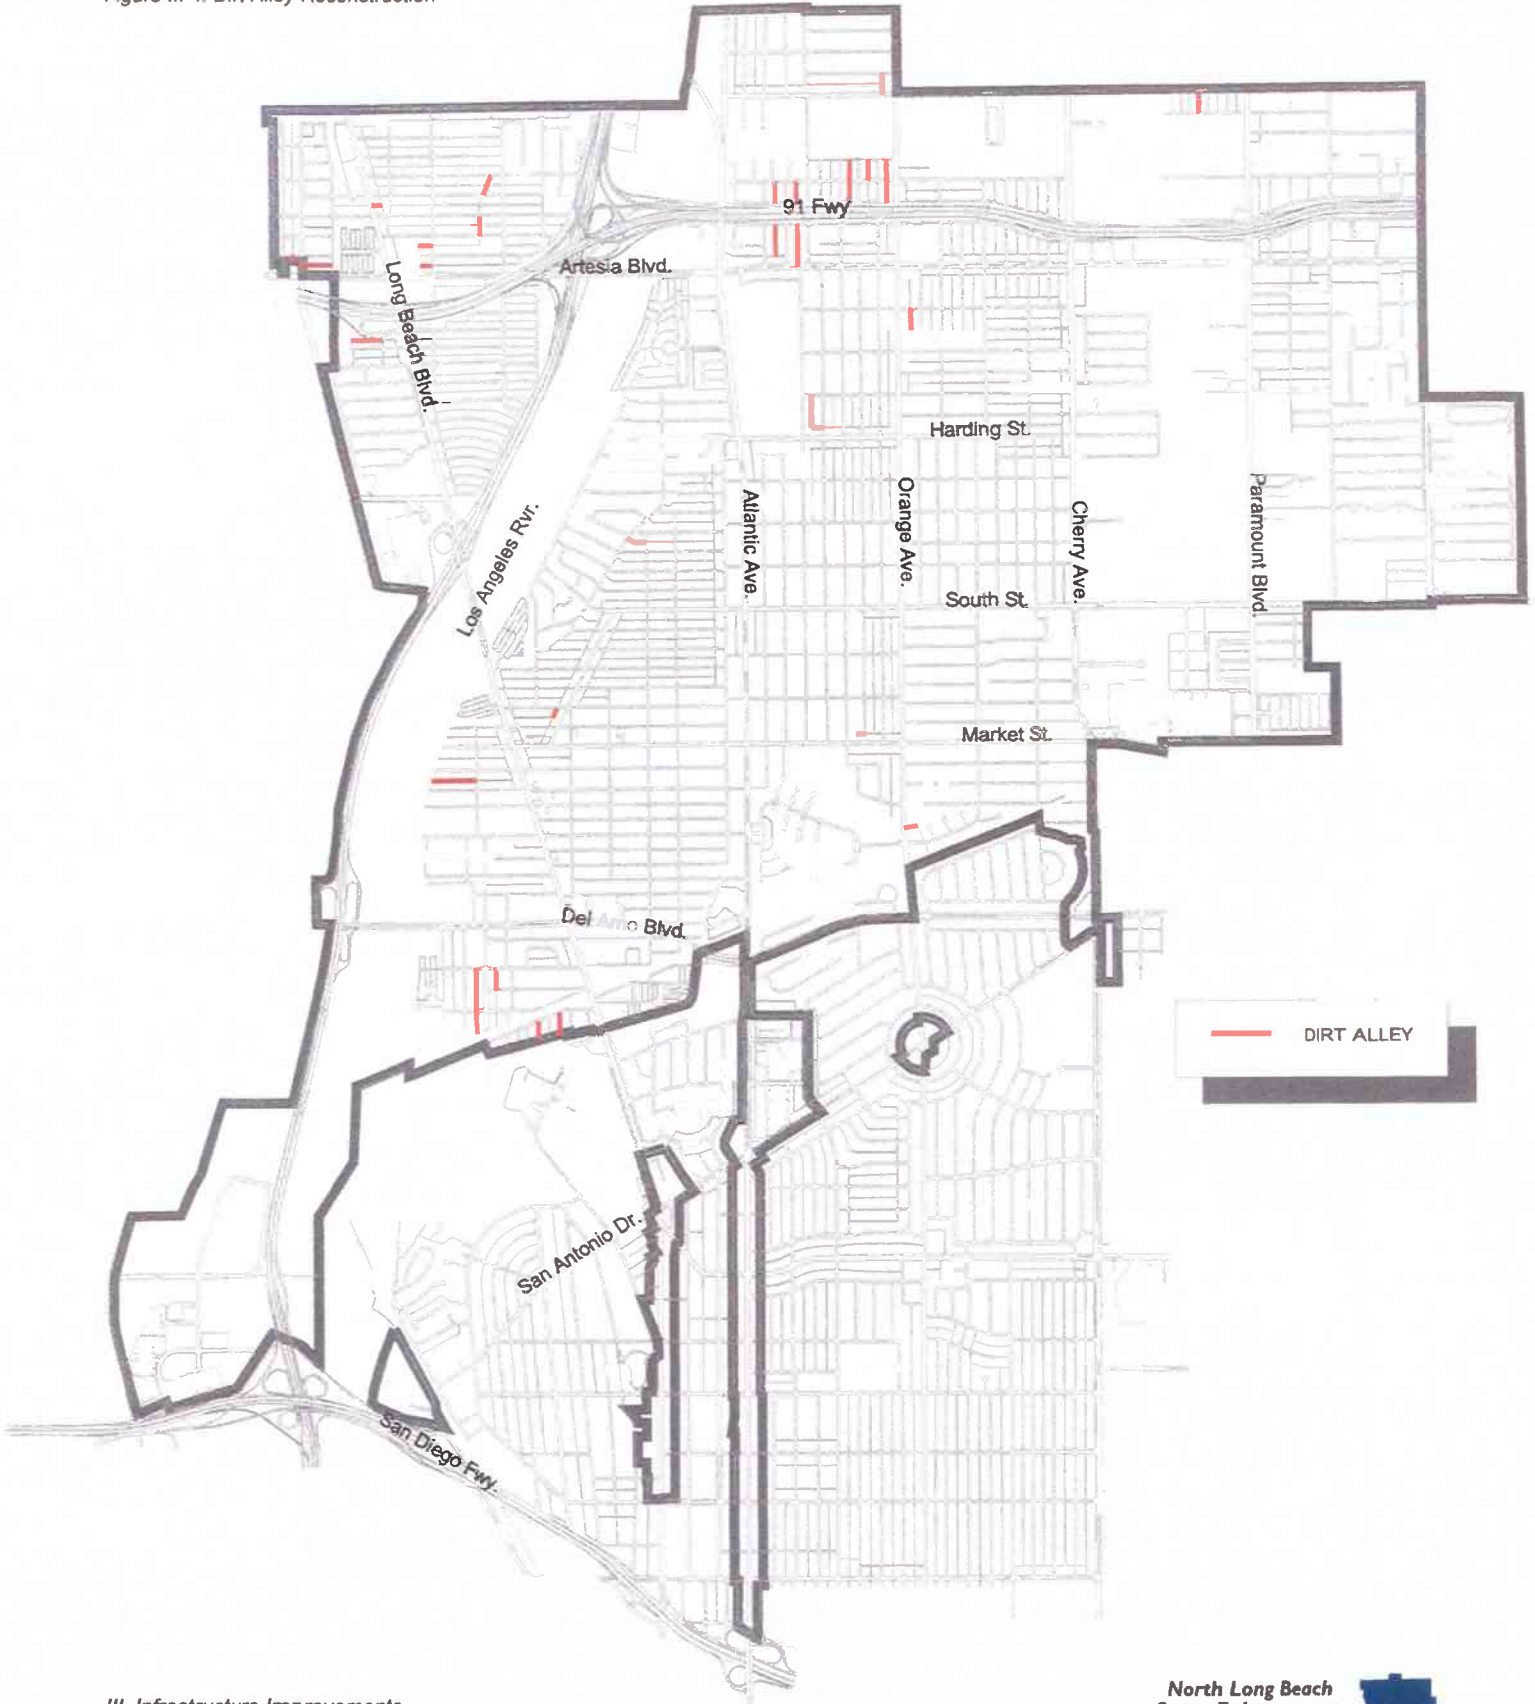 91 Fwy
Artesia Blvd.
Long Beach Blvd.
Harding St.
Los Angeles Rvr.
Atlantic Ave.
Orange Ave.
Cherry Ave.
Paramount Blvd.
South St.
Market St.
Del Amo Blvd.
DIRT ALLEY
San Antonio Dr.
San Diego Fwy.
North Long Beach